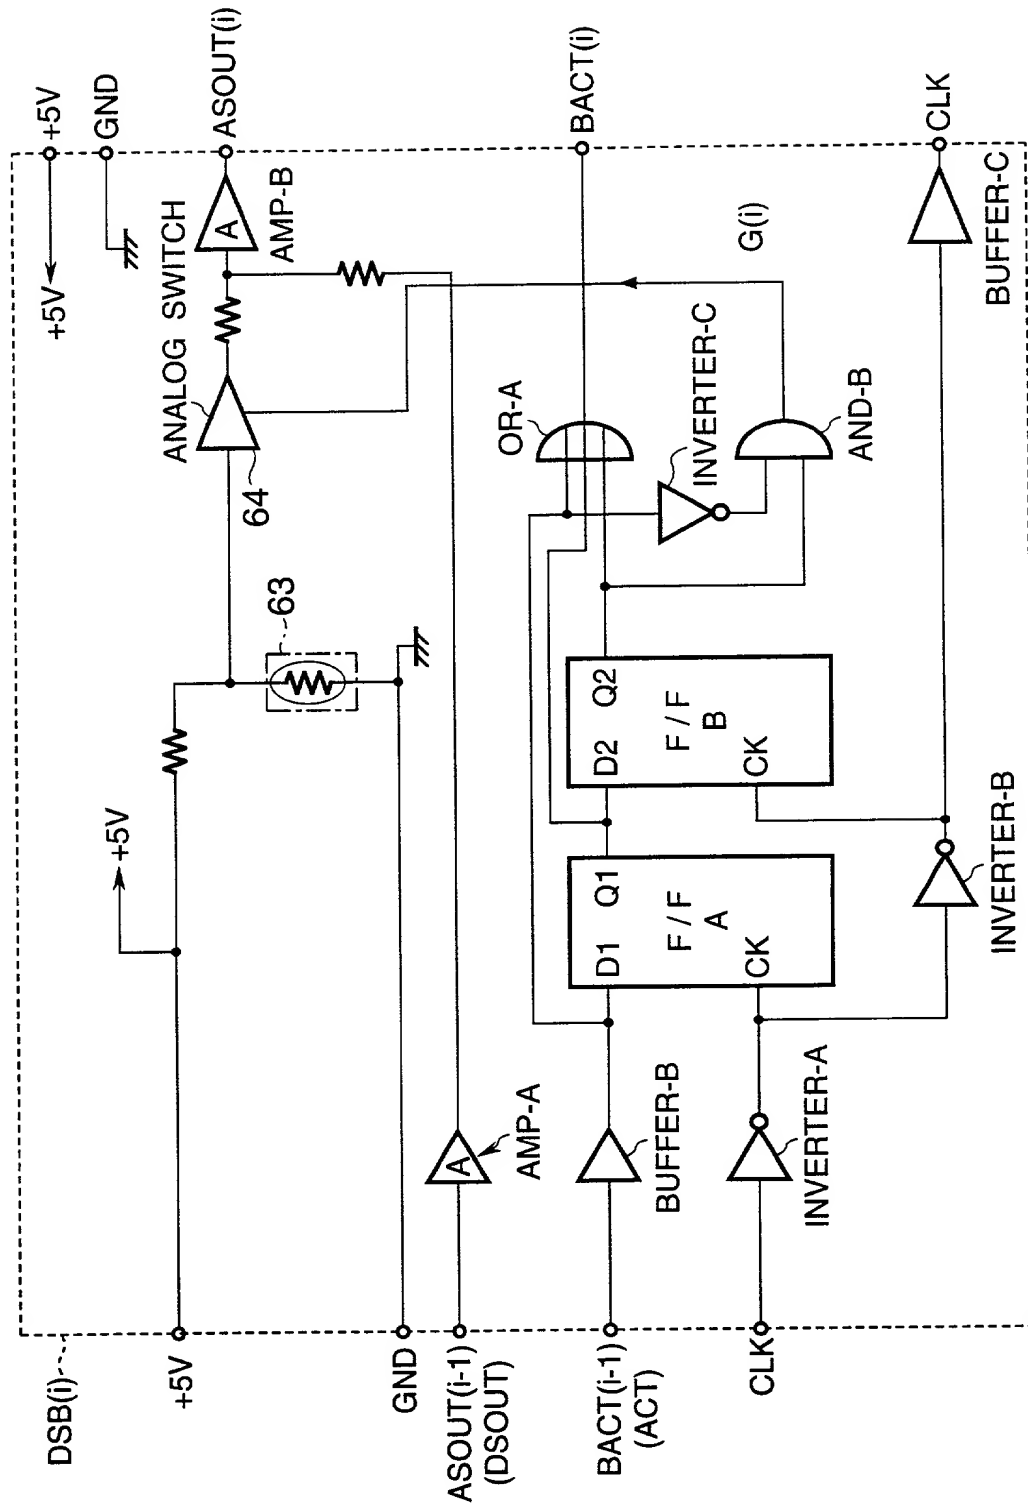 DSB(i)
+5V
GND
ASOUT(i-1)
(DSOUT)
BACT(i-1)
(ACT)
CLK
+5V
63
64
ANALOG SWITCH
+5V
+5V
GND
A
AMP-B
ASOUT(i)
A
AMP-A
BUFFER-B
INVERTER-A
D1
Q1
F/F
A
CK
D2
Q2
F/F
B
CK
OR-A
INVERTER-C
AND-B
G(i)
BACT(i)
INVERTER-B
BUFFER-C
CLK